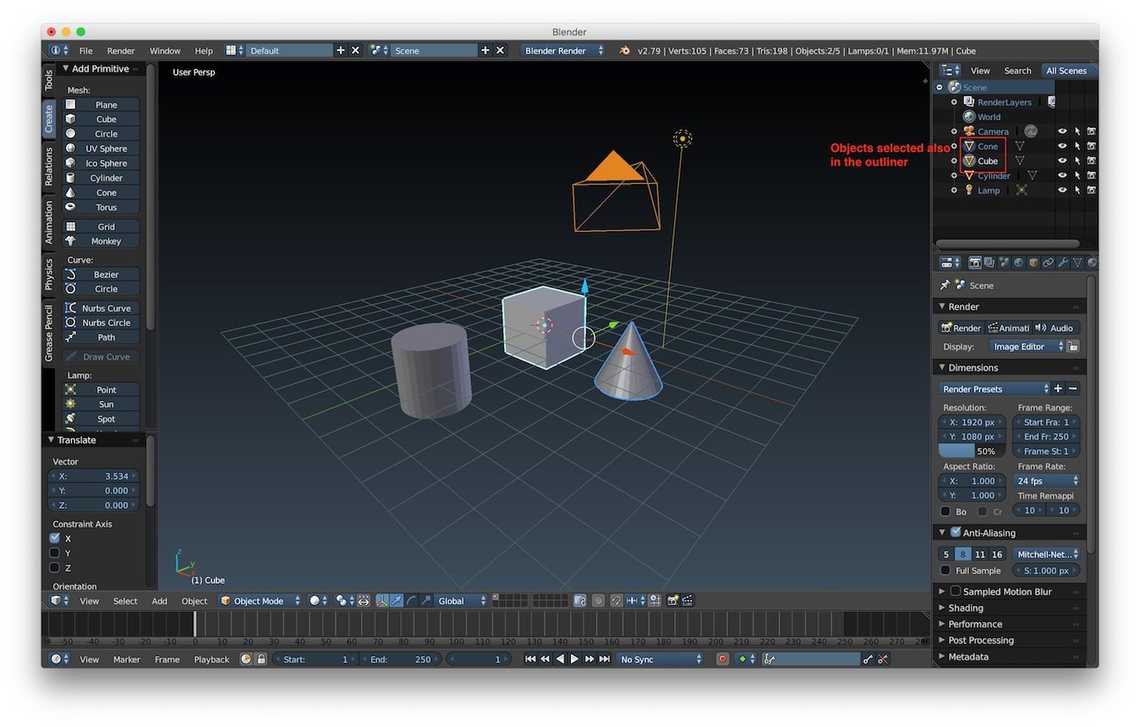 Blender
File Render Window Help Default Scene Blender Render v2.79 | Verts:105 | Faces:73 | Tris:198 | Objects:2/5 | Lamps:0/1 | Mem:11.97M | Cube
Tools
Create
Relations
Animation
Physics
Grease Pencil
Add Primitive
Mesh:
Plane
Cube
Circle
UV Sphere
Ico Sphere
Cylinder
Cone
Torus
Grid
Monkey
Curve:
Bezier
Circle
Nurbs Curve
Nurbs Circle
Path
Draw Curve
Lamp:
Point
Sun
Spot
Translate
Vector
X: 3.534
Y: 0.000
Z: 0.000
Constraint Axis
X
Y
Z
Orientation
User Persp
Objects selected also
in the outliner
z
y
(1) Cube
View Select Add Object Object Mode Global
-50 0 10 20 30 40 50 60 70 80 90 100 110 120 130 140 150 160 170 180 190 200 210 220 230 240 250 260 270 280
View Marker Frame Playback Start: 1 End: 250 1 No Sync
View Search All Scenes
Scene
RenderLayers
World
Camera
Cone
Cube
Cylinder
Lamp
Scene
Render
Render Animati Audio
Display: Image Editor
Dimensions
Render Presets
Resolution: Frame Range:
X: 1920 px Start Fra: 1
Y: 1080 px End Fr: 250
50% Frame St: 1
Aspect Ratio: Frame Rate:
X: 1.000 24 fps
Y: 1.000 Time Remappi
Bo Cr 10 10
Anti-Aliasing
5 8 11 16 Mitchell-Net...
Full Sample S: 1.000 px
Sampled Motion Blur
Shading
Performance
Post Processing
Metadata